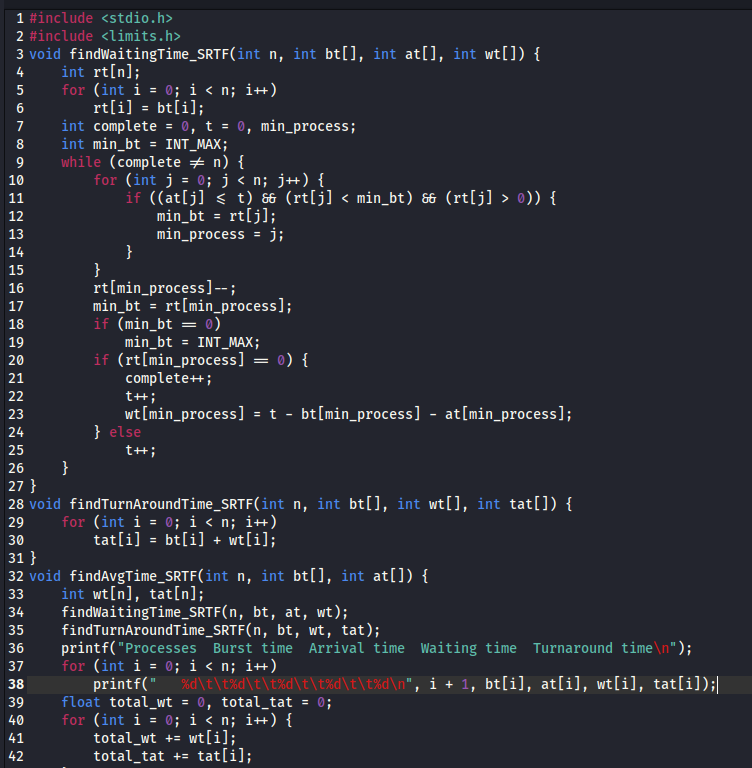 1 #include <stdio.h>
2 #include <limits.h>
3 void findWaitingTime_SRTF(int n, int bt[], int at[], int wt[]) {
4     int rt[n];
5     for (int i = 0; i < n; i++)
6         rt[i] = bt[i];
7     int complete = 0, t = 0, min_process;
8     int min_bt = INT_MAX;
9     while (complete ≠ n) {
10         for (int j = 0; j < n; j++) {
11             if ((at[j] ⩽ t) && (rt[j] < min_bt) && (rt[j] > 0)) {
12                 min_bt = rt[j];
13                 min_process = j;
14             }
15         }
16         rt[min_process]--;
17         min_bt = rt[min_process];
18         if (min_bt == 0)
19             min_bt = INT_MAX;
20         if (rt[min_process] == 0) {
21             complete++;
22             t++;
23             wt[min_process] = t - bt[min_process] - at[min_process];
24         } else
25             t++;
26     }
27 }
28 void findTurnAroundTime_SRTF(int n, int bt[], int wt[], int tat[]) {
29     for (int i = 0; i < n; i++)
30         tat[i] = bt[i] + wt[i];
31 }
32 void findAvgTime_SRTF(int n, int bt[], int at[]) {
33     int wt[n], tat[n];
34     findWaitingTime_SRTF(n, bt, at, wt);
35     findTurnAroundTime_SRTF(n, bt, wt, tat);
36     printf("Processes  Burst time  Arrival time  Waiting time  Turnaround time\n");
37     for (int i = 0; i < n; i++)
38         printf("   %d\t\t%d\t\t%d\t\t%d\t\t%d\n", i + 1, bt[i], at[i], wt[i], tat[i]);
39     float total_wt = 0, total_tat = 0;
40     for (int i = 0; i < n; i++) {
41         total_wt += wt[i];
42         total_tat += tat[i];